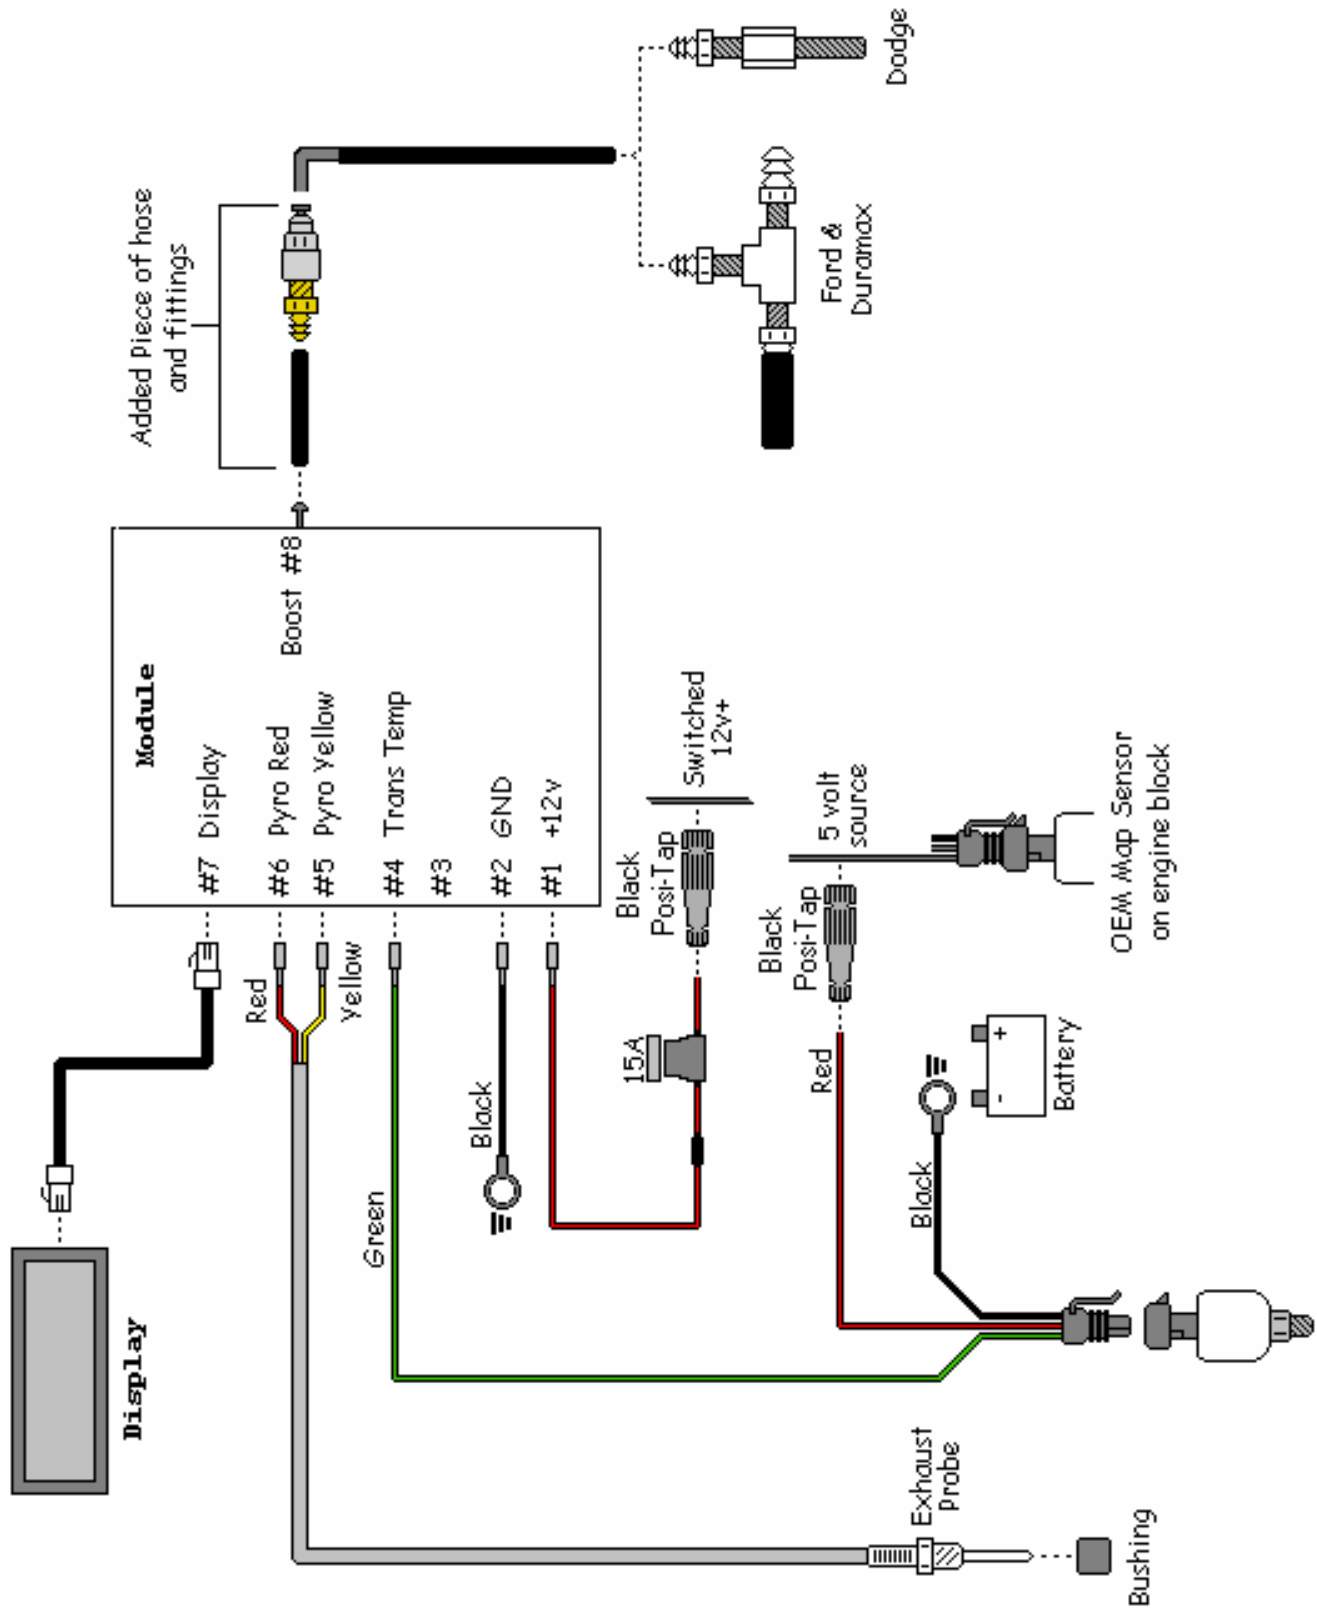 Display
Module
#7 Display
#6 Pyro Red
#5 Pyro Yellow
#4 Trans Temp
#3
#2 GND
#1 +12v
Boost #8
Added Piece of hose
and fittings
Dodge
Ford &
Duramax
Red
Yellow
Green
Black
15A
Black
Posi-Tap
Switched
12v+
Red
Black
Posi-Tap
5 volt
source
OEM Map Sensor
on engine block
Black
- +
Battery
Exhaust
Probe
Bushing